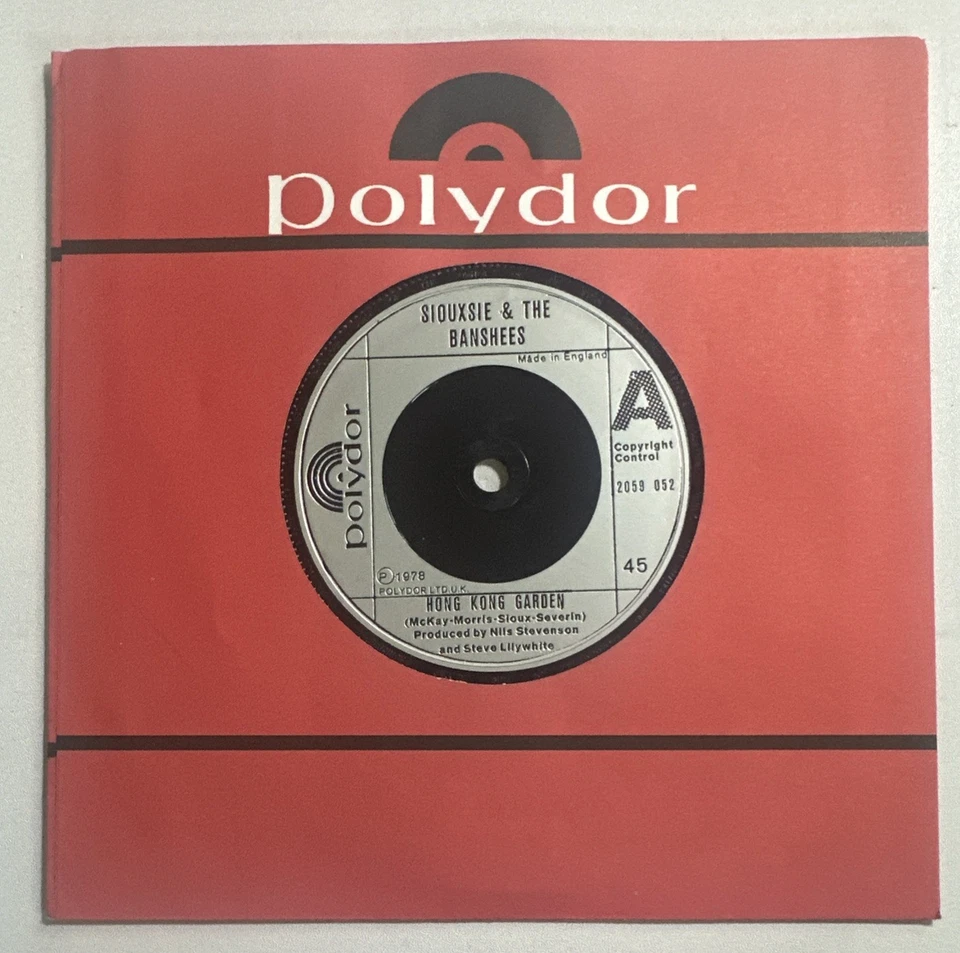 polydor
SIOUXSIE & THE
BANSHEES
Made in England
A
Copyright
Control
2059 052
45
polydor
Ⓟ1978
POLYDOR LTD.U.K.
HONG KONG GARDEN
(McKay-Morris-Sioux-Severin)
Produced by Nils Stevenson
and Steve Lilywhite